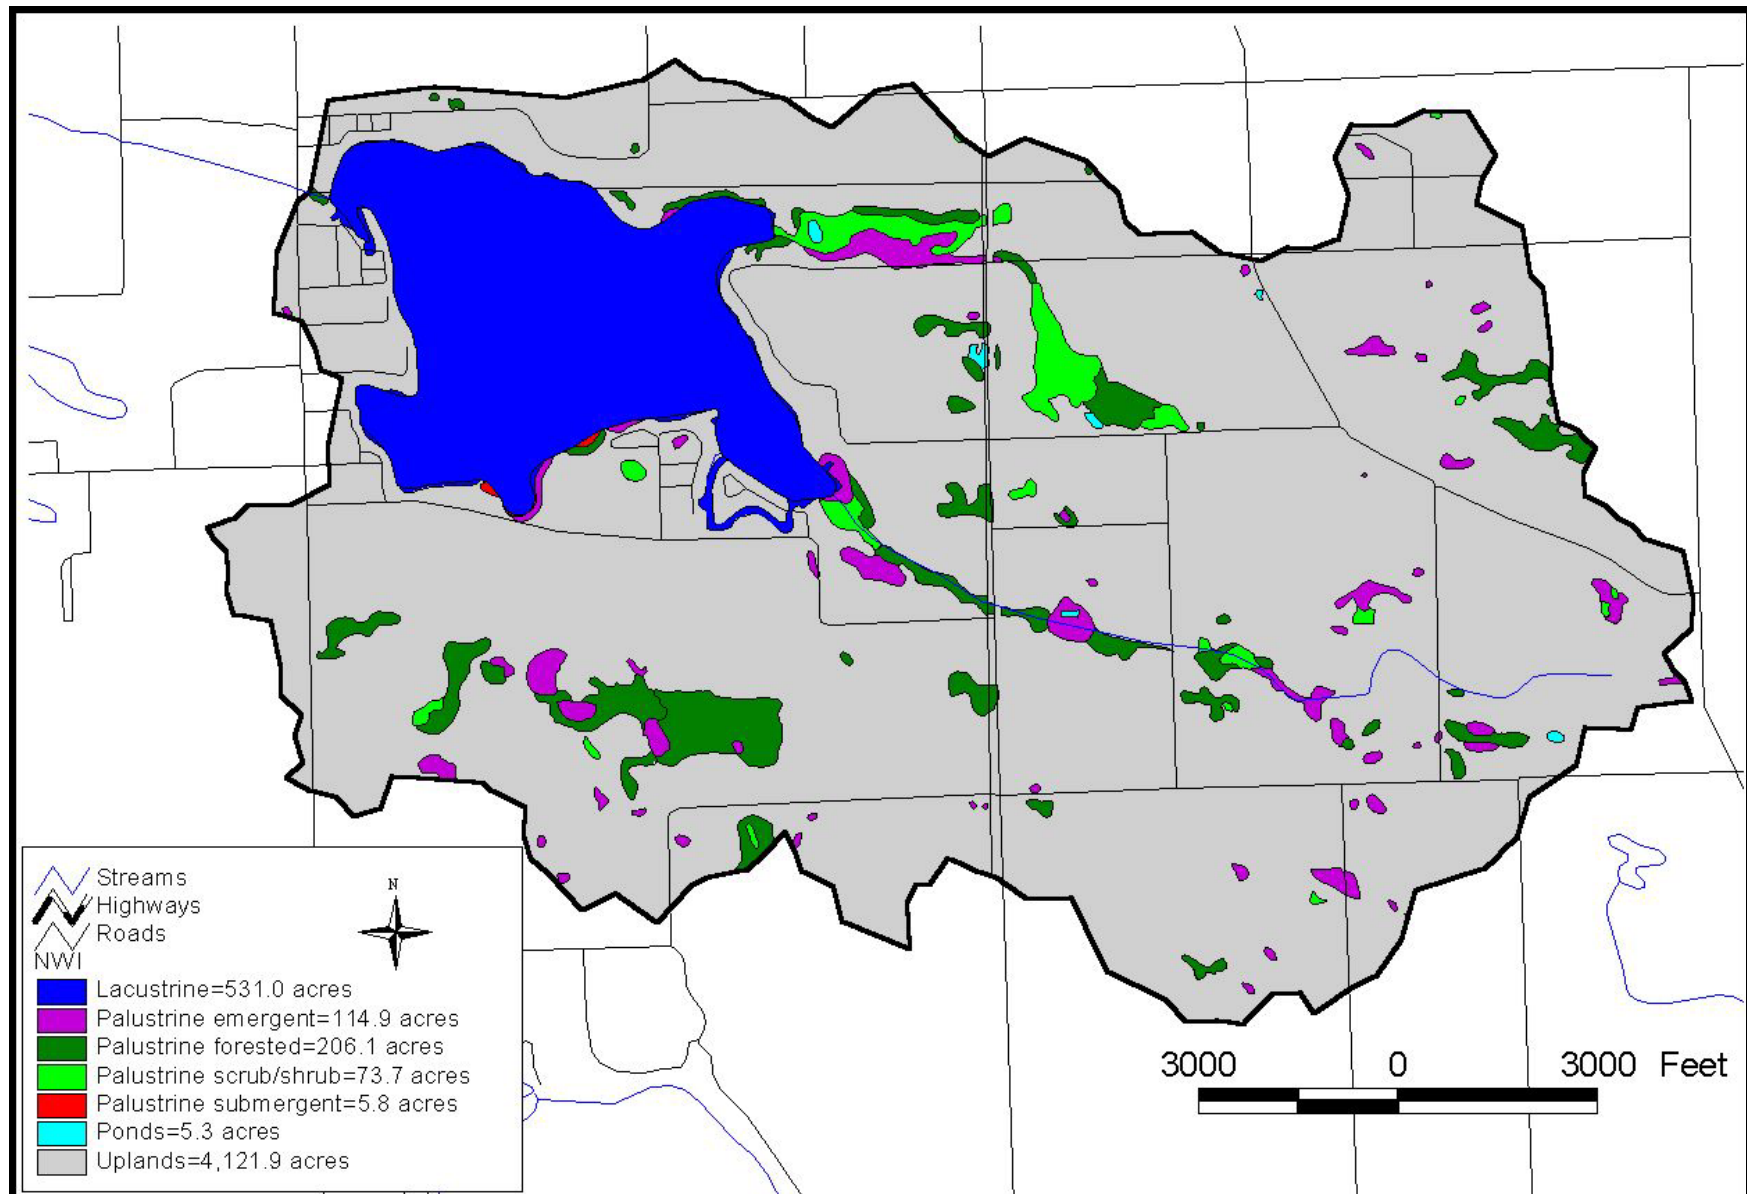 Streams
Highways
Roads
NWI
N
Lacustrine=531.0 acres
Palustrine emergent=114.9 acres
Palustrine forested=206.1 acres
Palustrine scrub/shrub=73.7 acres
Palustrine submergent=5.8 acres
Ponds=5.3 acres
Uplands=4,121.9 acres
3000 0 3000 Feet